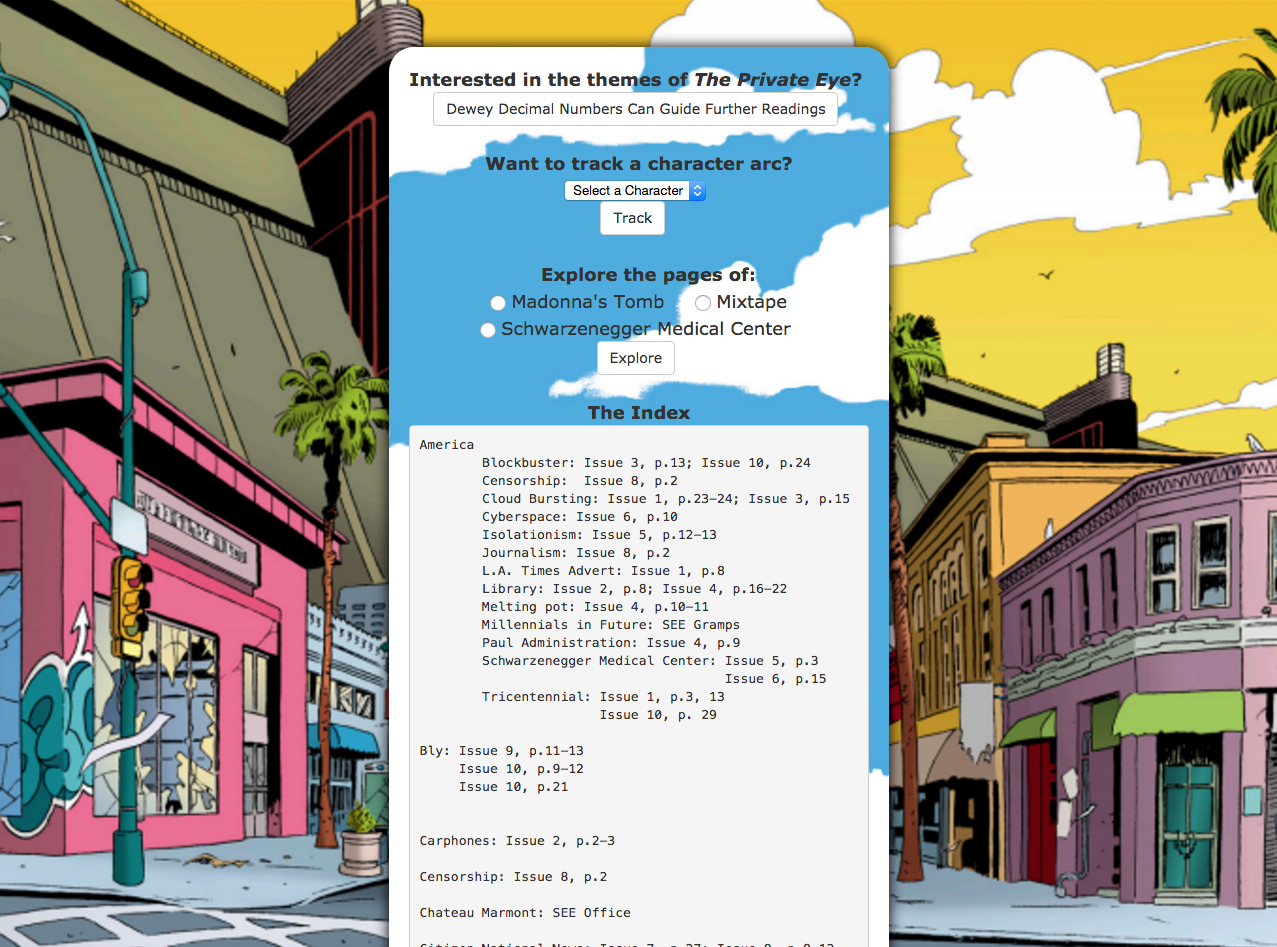 Interested in the themes of The Private Eye?
Dewey Decimal Numbers Can Guide Further Readings
Want to track a character arc?
Select a Character
Track
Explore the pages of:
Madonna's Tomb Mixtape
Schwarzenegger Medical Center
Explore
The Index
America
Blockbuster: Issue 3, p.13; Issue 10, p.24
Censorship: Issue 8, p.2
Cloud Bursting: Issue 1, p.23–24; Issue 3, p.15
Cyberspace: Issue 6, p.10
Isolationism: Issue 5, p.12–13
Journalism: Issue 8, p.2
L.A. Times Advert: Issue 1, p.8
Library: Issue 2, p.8; Issue 4, p.16–22
Melting pot: Issue 4, p.10–11
Millennials in Future: SEE Gramps
Paul Administration: Issue 4, p.9
Schwarzenegger Medical Center: Issue 5, p.3
Issue 6, p.15
Tricentennial: Issue 1, p.3, 13
Issue 10, p. 29
Bly: Issue 9, p.11–13
Issue 10, p.9–12
Issue 10, p.21
Carphones: Issue 2, p.2–3
Censorship: Issue 8, p.2
Chateau Marmont: SEE Office